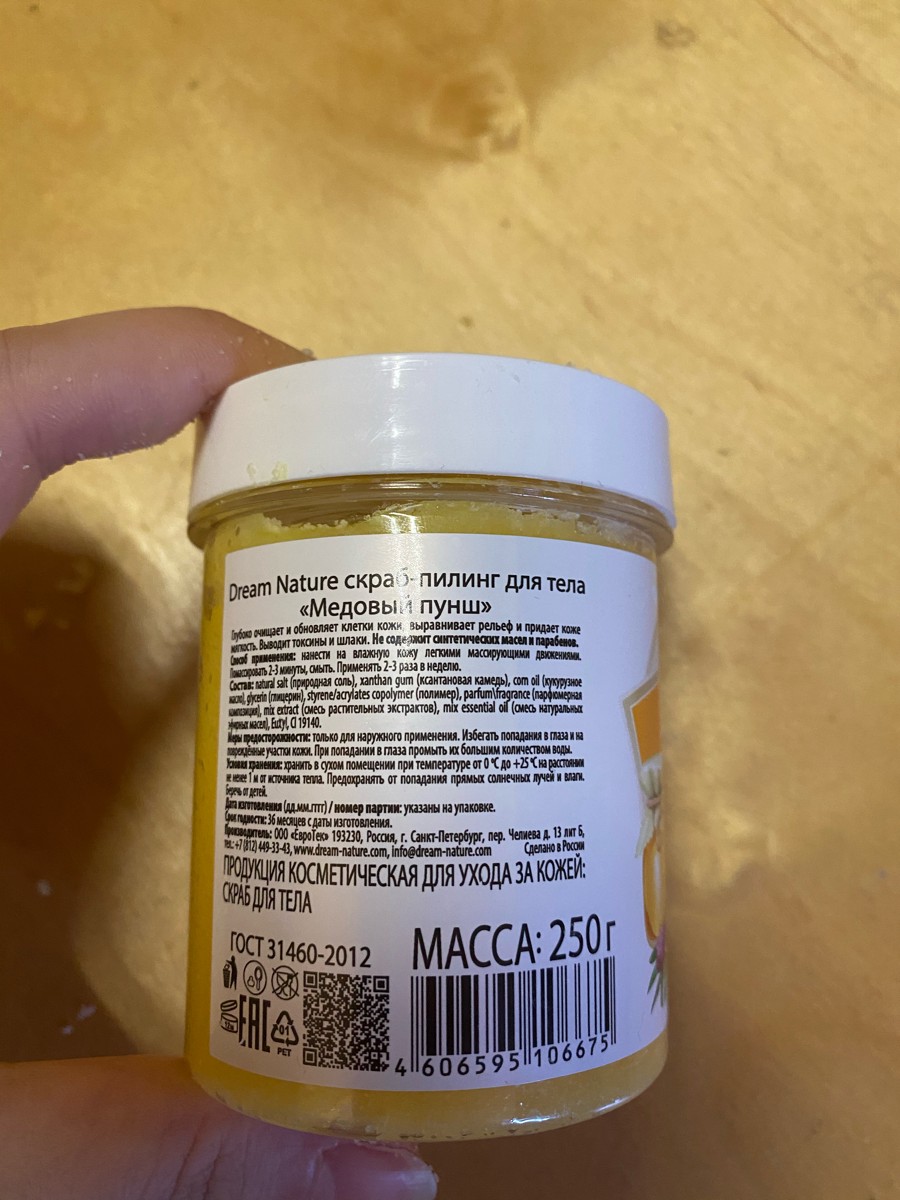 Dream Nature скраб-пилинг для тела
«Медовый пунш»
Глубоко очищает и обновляет клетки кожи, выравнивает рельеф и придает коже
мягкость. Выводит токсины и шлаки. Не содержит синтетических масел и парабенов.
Способ применения: нанести на влажную кожу легкими массирующими движениями.
Помассировать 2-3 минуты, смыть. Применять 2-3 раза в неделю.
Состав: natural salt (природная соль), xanthan gum (ксантановая камедь), corn oil (кукурузное
масло), glycerin (глицерин), styrene/acrylates copolymer (полимер), parfum\fragrance (парфюмерная
композиция), mix extract (смесь растительных экстрактов), mix essential oil (смесь натуральных
эфирных масел), Eutyl, CI 19140.
Меры предосторожности: только для наружного применения. Избегать попадания в глаза и на
повреждённые участки кожи. При попадании в глаза промыть их большим количеством воды.
Условия хранения: хранить в сухом помещении при температуре от 0 °C до +25 °C на расстоянии
не менее 1 м от источника тепла. Предохранять от попадания прямых солнечных лучей и влаги.
Беречь от детей.
Дата изготовления (дд.мм.гггг) / номер партии: указаны на упаковке.
Срок годности: 36 месяцев с даты изготовления.
Производитель: ООО «ЕвроТек» 193230, Россия, г. Санкт-Петербург, пер. Челиева д. 13 лит Б,
тел.: +7 (812) 449-33-43, www.dream-nature.com, info@dream-nature.com Сделано в России
ПРОДУКЦИЯ КОСМЕТИЧЕСКАЯ ДЛЯ УХОДА ЗА КОЖЕЙ:
СКРАБ ДЛЯ ТЕЛА
ГОСТ 31460-2012
МАССА: 250 г
EAC
01
PET
4 606595 106675